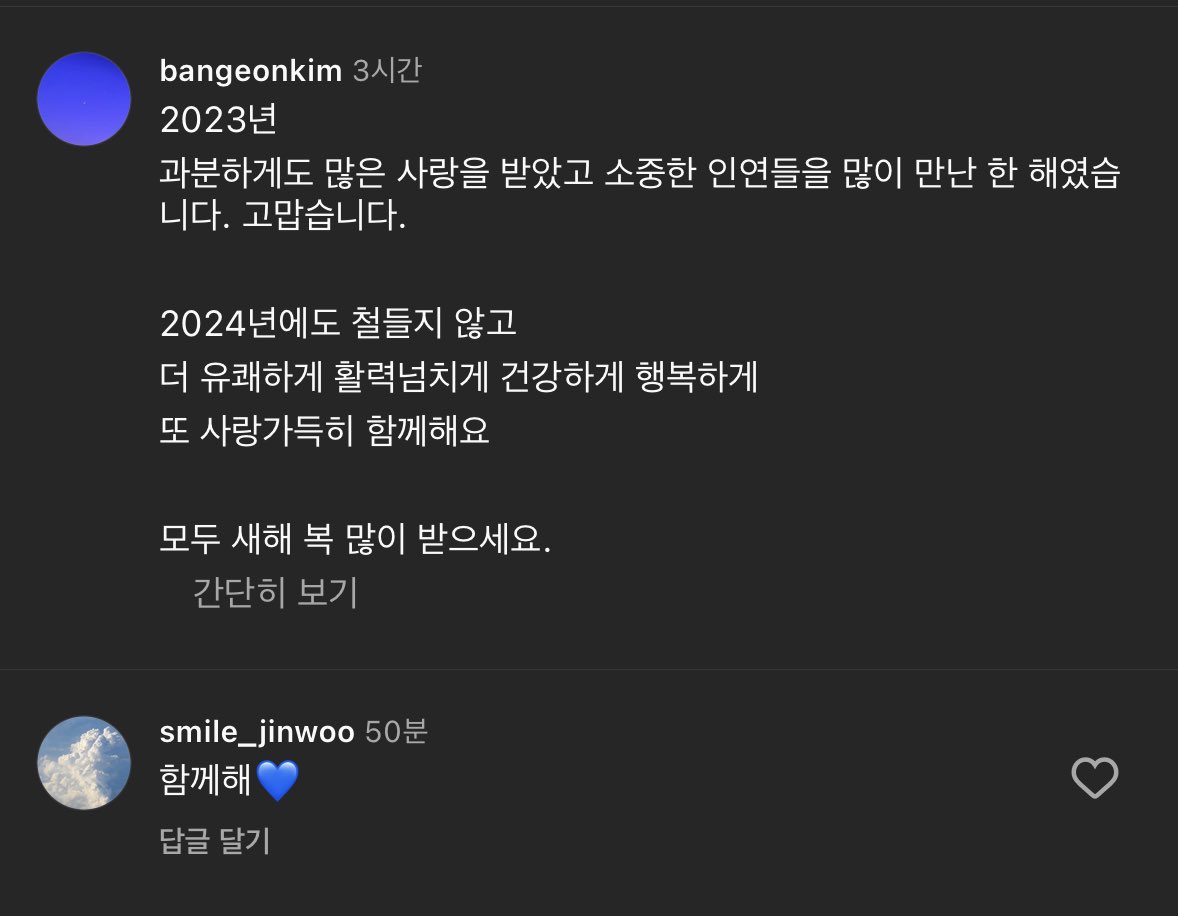 bangeonkim 3시간
2023년
과분하게도 많은 사랑을 받았고 소중한 인연들을 많이 만난 한 해였습
니다. 고맙습니다.
2024년에도 철들지 않고
더 유쾌하게 활력넘치게 건강하게 행복하게
또 사랑가득히 함께해요
모두 새해 복 많이 받으세요.
간단히 보기
smile_jinwoo 50분
함께해💙
답글 달기